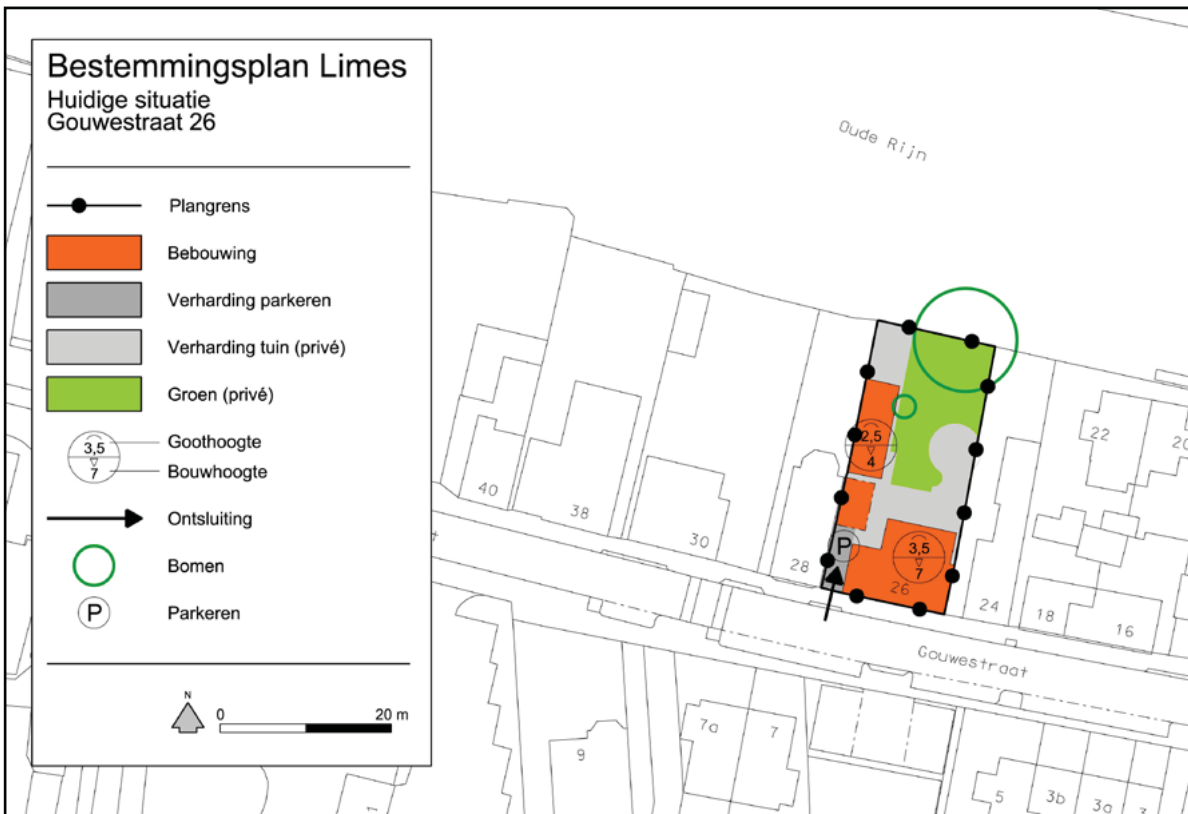 Bestemmingsplan Limes
Huidige situatie
Gouwestraat 26
Plangrens
Bebouwing
Verharding parkeren
Verharding tuin (privé)
Groen (privé)
3,5
7
Goothoogte
Bouwhoogte
Ontsluiting
Bomen
P
Parkeren
N
0
20 m
Oude Rijn
2,5
4
22
20
40
38
30
28
P
3,5
7
26
24
18
16
Gouwestraat
7a
7
9
5
3b
3a
3
1